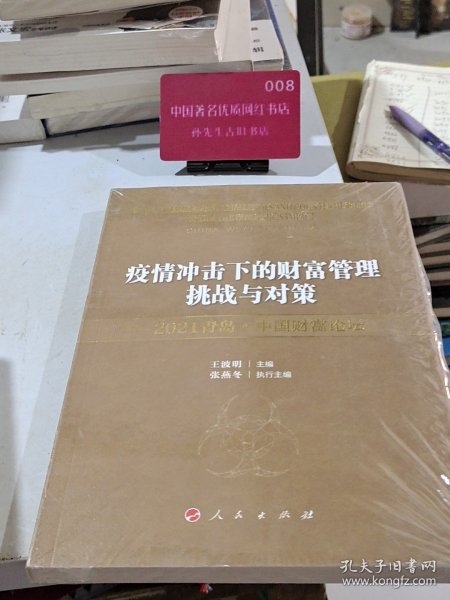 008
中国著名优质网红书店
孙先生古旧书店
疫情冲击下的财富管理
挑战与对策
2021青岛·中国财富论坛
王波明 | 主编
张燕冬 | 执行主编
人民出版社
孔夫子旧书网
www.kongfz.com